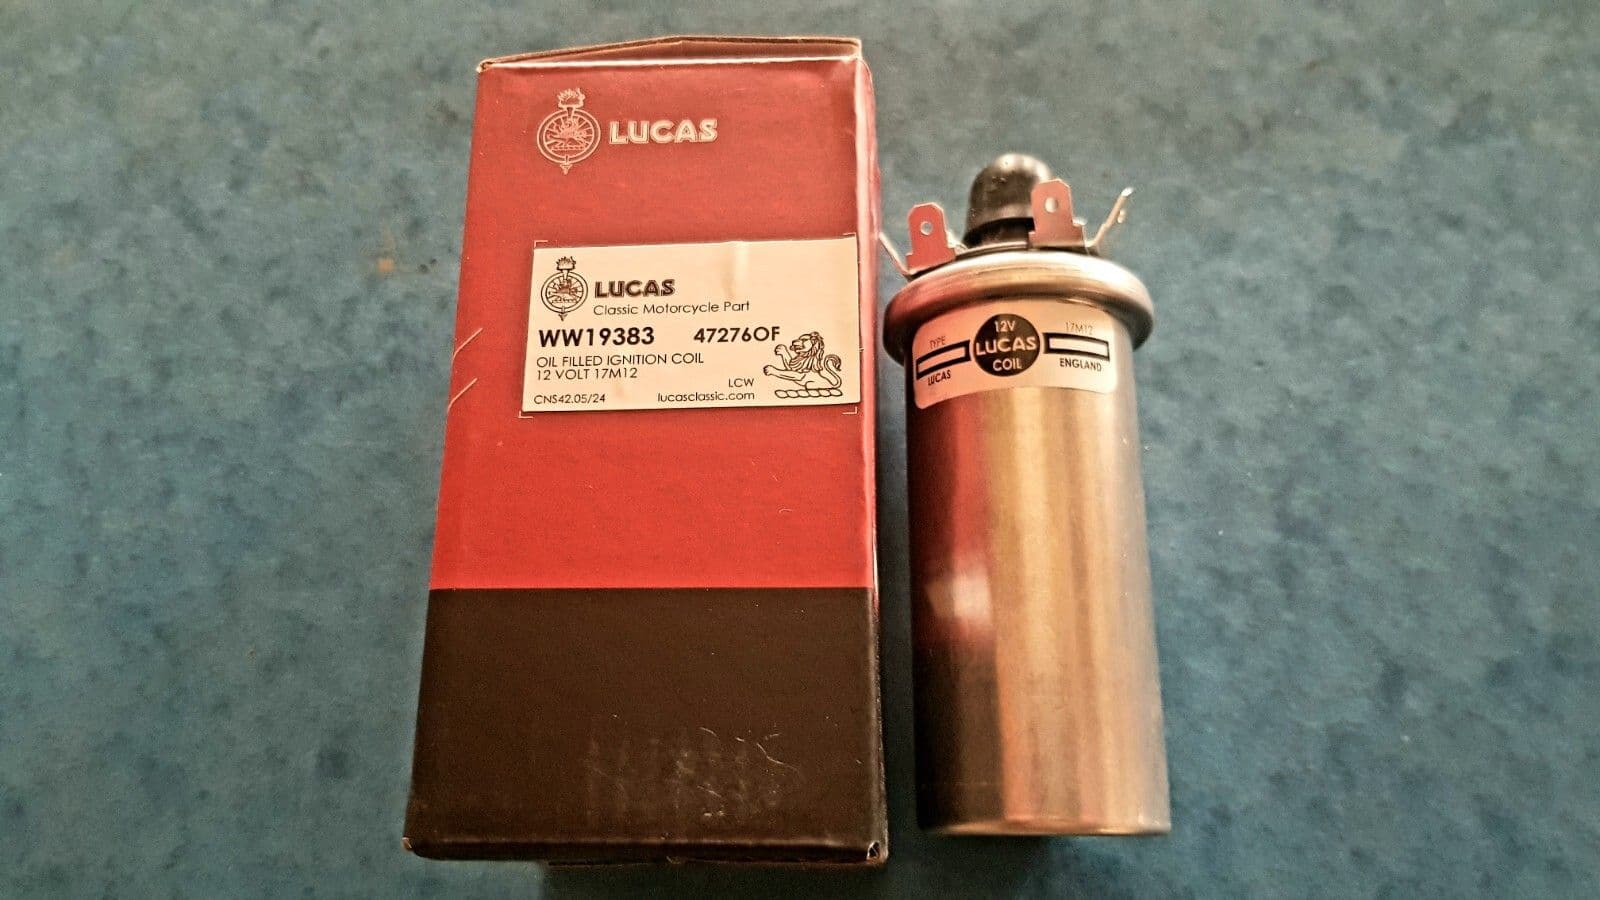 LUCAS
LUCAS
Classic Motorcycle Part
WW19383 47276OF
OIL FILLED IGNITION COIL
12 VOLT 17M12
LCW
CNS42.05/24 lucasclassic.com
12V
TYPE LUCAS 17M12
LUCAS COIL ENGLAND